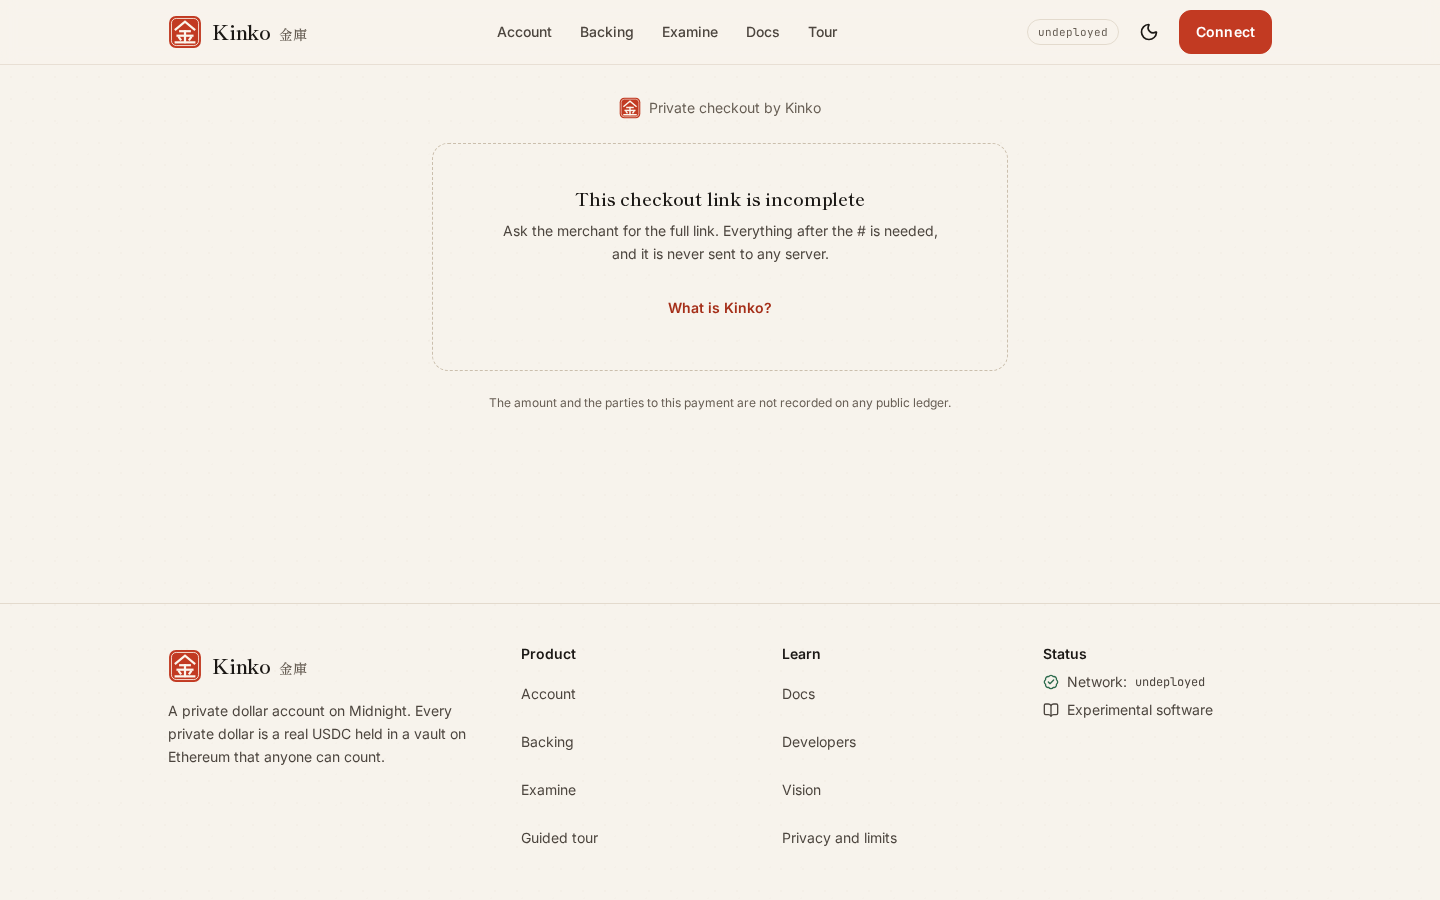 金 Kinko 金庫
Account Backing Examine Docs Tour
undeployed
Connect
金 Private checkout by Kinko
This checkout link is incomplete
Ask the merchant for the full link. Everything after the # is needed,
and it is never sent to any server.
What is Kinko?
The amount and the parties to this payment are not recorded on any public ledger.
金 Kinko 金庫
A private dollar account on Midnight. Every
private dollar is a real USDC held in a vault on
Ethereum that anyone can count.
Product
Account
Backing
Examine
Guided tour
Learn
Docs
Developers
Vision
Privacy and limits
Status
Network: undeployed
Experimental software